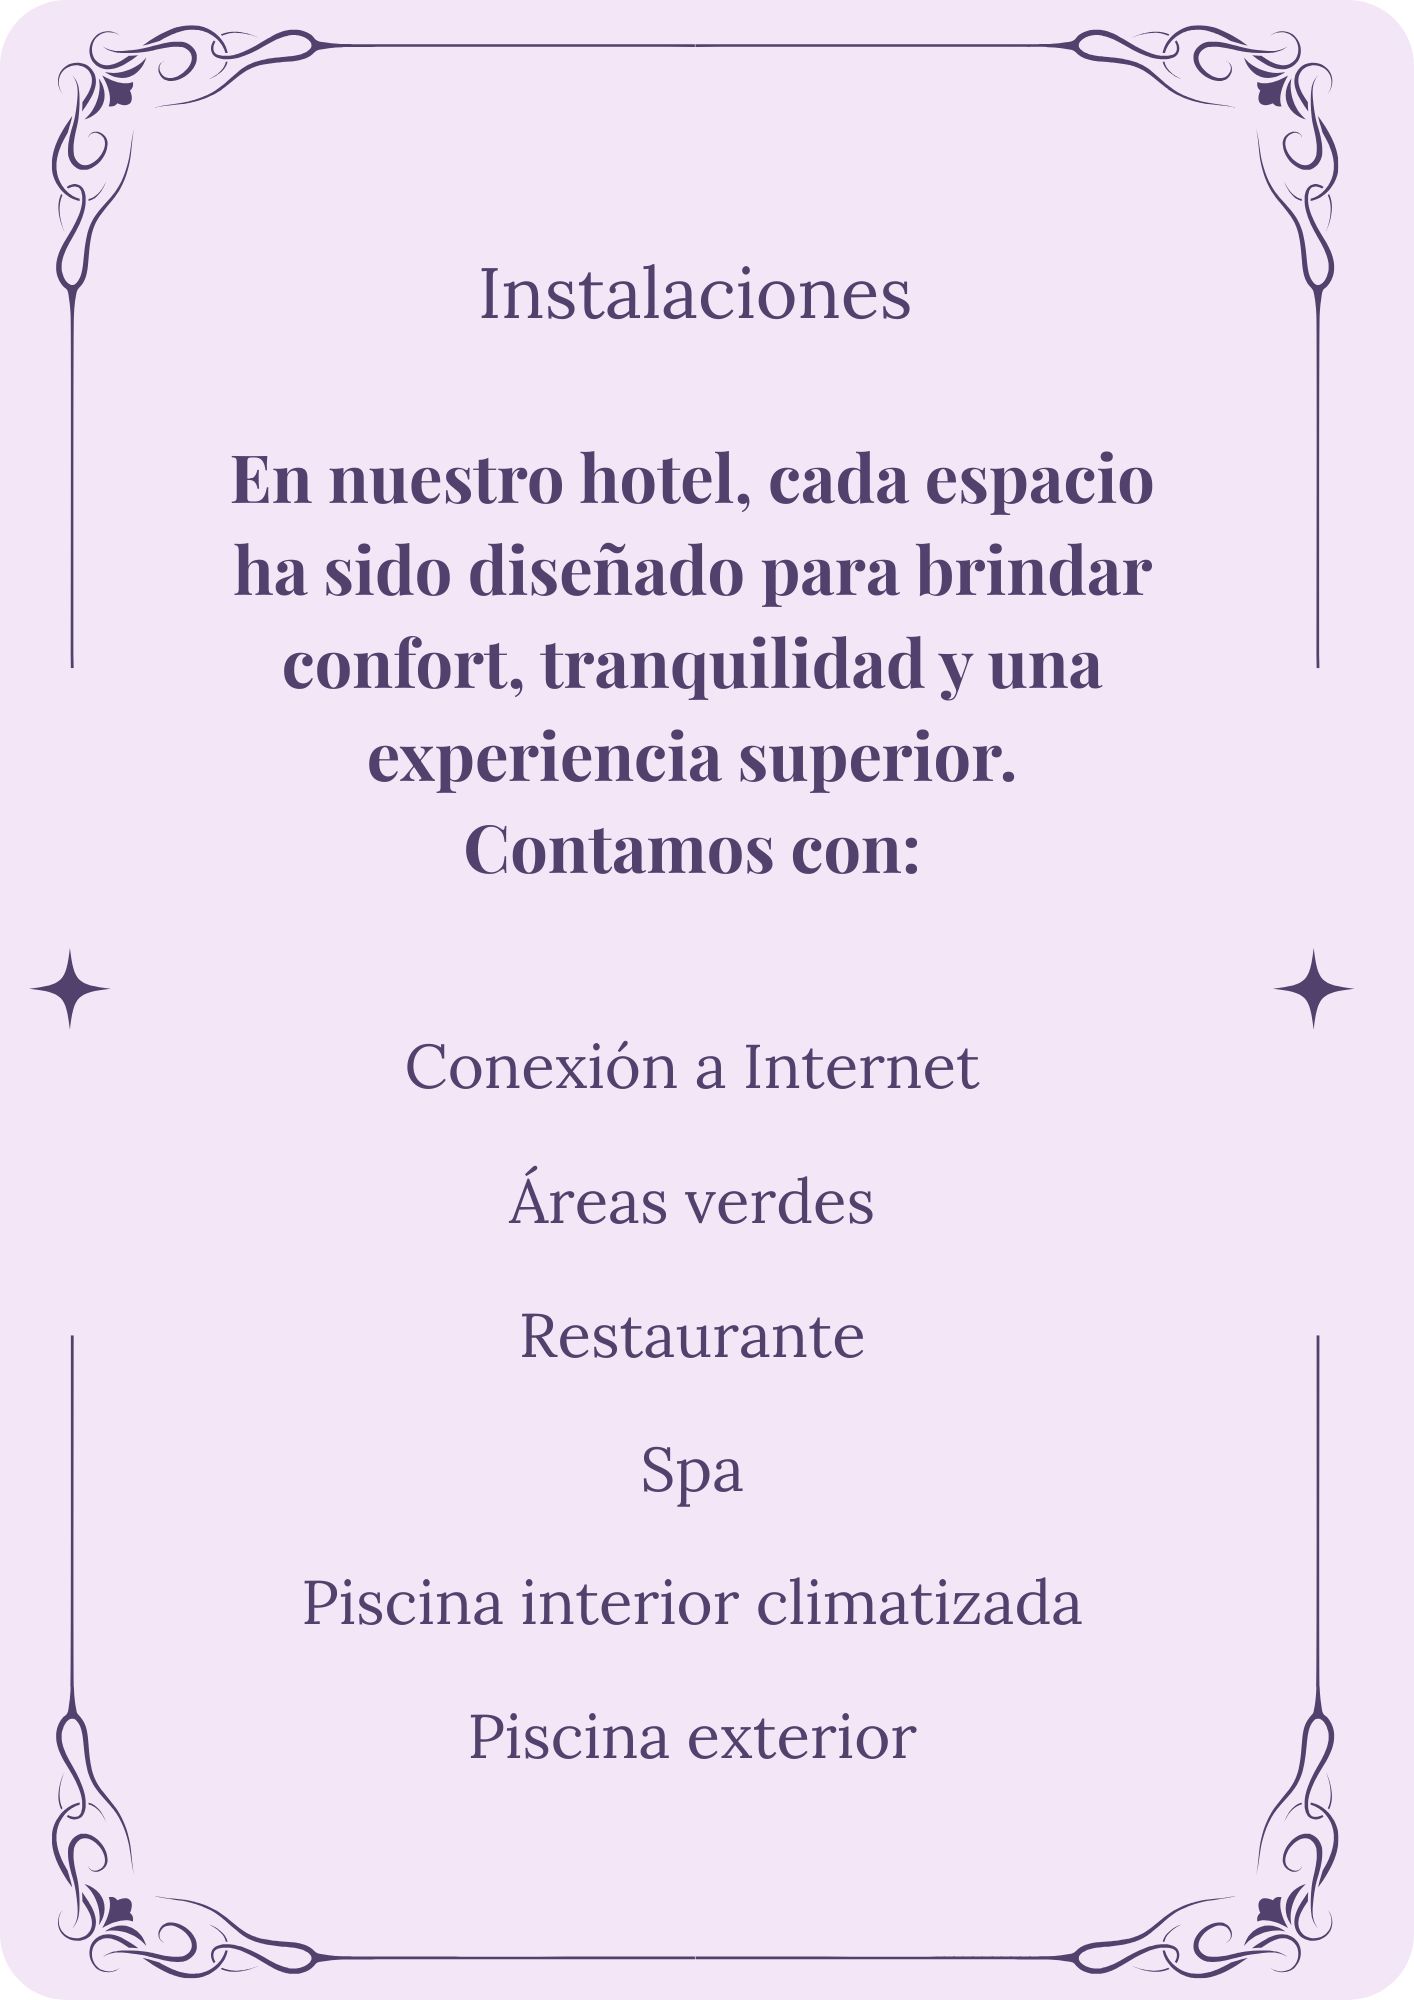 Instalaciones
En nuestro hotel, cada espacio
ha sido diseñado para brindar
confort, tranquilidad y una
experiencia superior.
Contamos con:
Conexión a Internet
Áreas verdes
Restaurante
Spa
Piscina interior climatizada
Piscina exterior